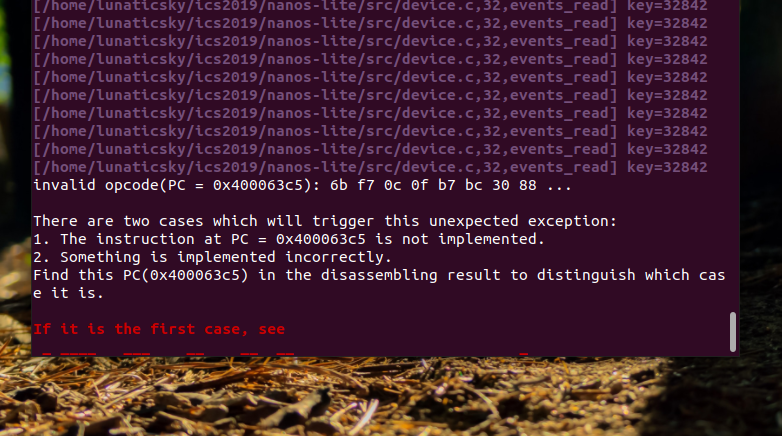 [/home/lunaticsky/ics2019/nanos-lite/src/device.c,32,events_read] key=32842
[/home/lunaticsky/ics2019/nanos-lite/src/device.c,32,events_read] key=32842
[/home/lunaticsky/ics2019/nanos-lite/src/device.c,32,events_read] key=32842
[/home/lunaticsky/ics2019/nanos-lite/src/device.c,32,events_read] key=32842
[/home/lunaticsky/ics2019/nanos-lite/src/device.c,32,events_read] key=32842
[/home/lunaticsky/ics2019/nanos-lite/src/device.c,32,events_read] key=32842
[/home/lunaticsky/ics2019/nanos-lite/src/device.c,32,events_read] key=32842
[/home/lunaticsky/ics2019/nanos-lite/src/device.c,32,events_read] key=32842
[/home/lunaticsky/ics2019/nanos-lite/src/device.c,32,events_read] key=32842
[/home/lunaticsky/ics2019/nanos-lite/src/device.c,32,events_read] key=32842
invalid opcode(PC = 0x400063c5): 6b f7 0c 0f b7 bc 30 88 ...
There are two cases which will trigger this unexpected exception:
1. The instruction at PC = 0x400063c5 is not implemented.
2. Something is implemented incorrectly.
Find this PC(0x400063c5) in the disassembling result to distinguish which cas
e it is.
If it is the first case, see